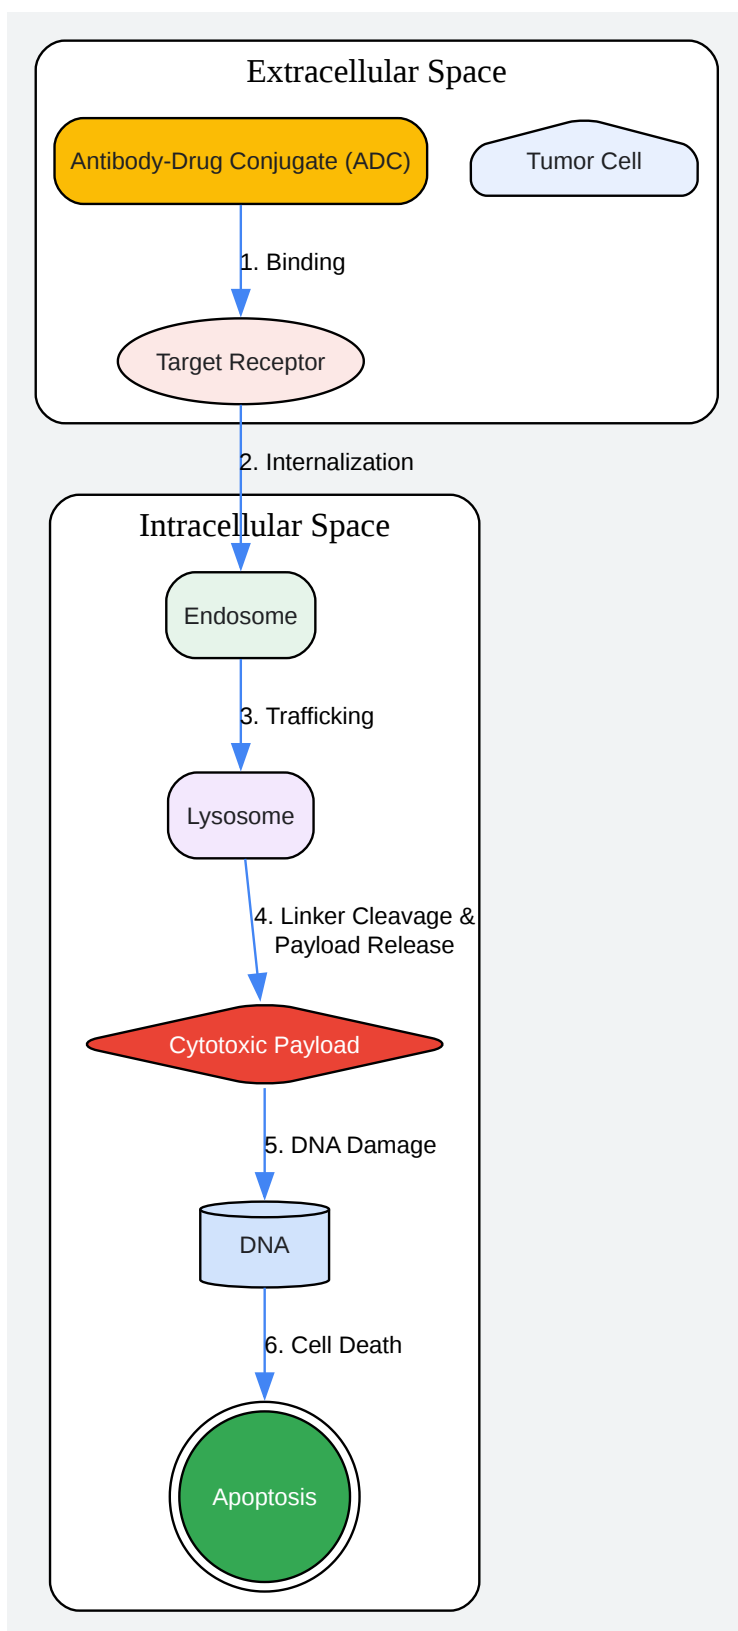 Extracellular Space
Antibody-Drug Conjugate (ADC)
Tumor Cell
1. Binding
Target Receptor
2. Internalization
Intracellular Space
Endosome
3. Trafficking
Lysosome
4. Linker Cleavage &
Payload Release
Cytotoxic Payload
5. DNA Damage
DNA
6. Cell Death
Apoptosis